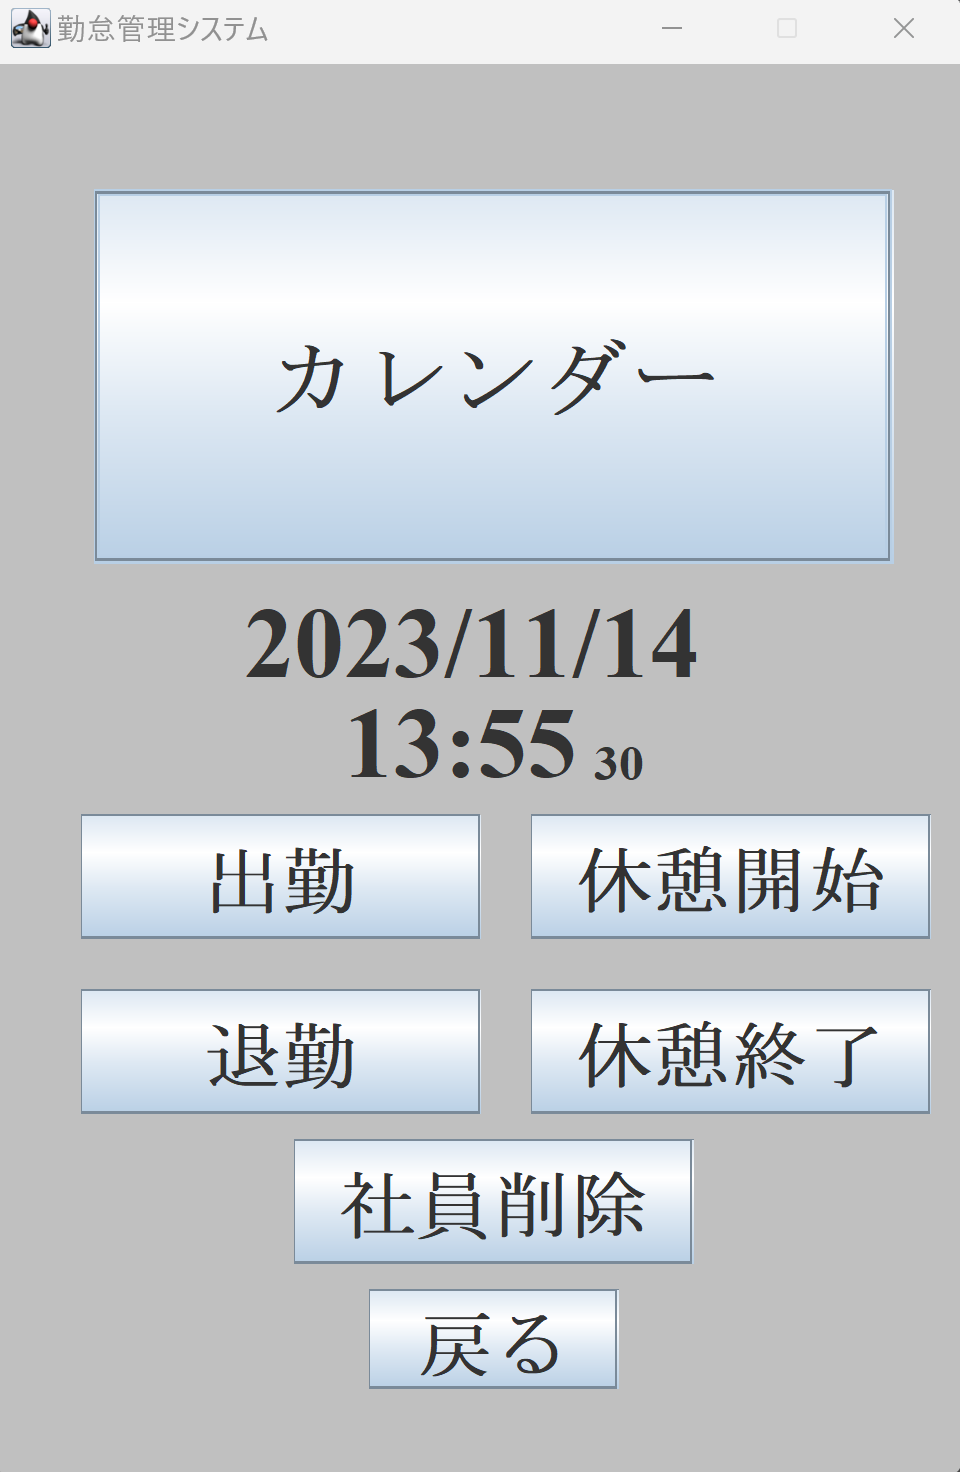 勤怠管理システム
カレンダー
2023/11/14
13:55 30
出勤 休憩開始
退勤 休憩終了
社員削除
戻る